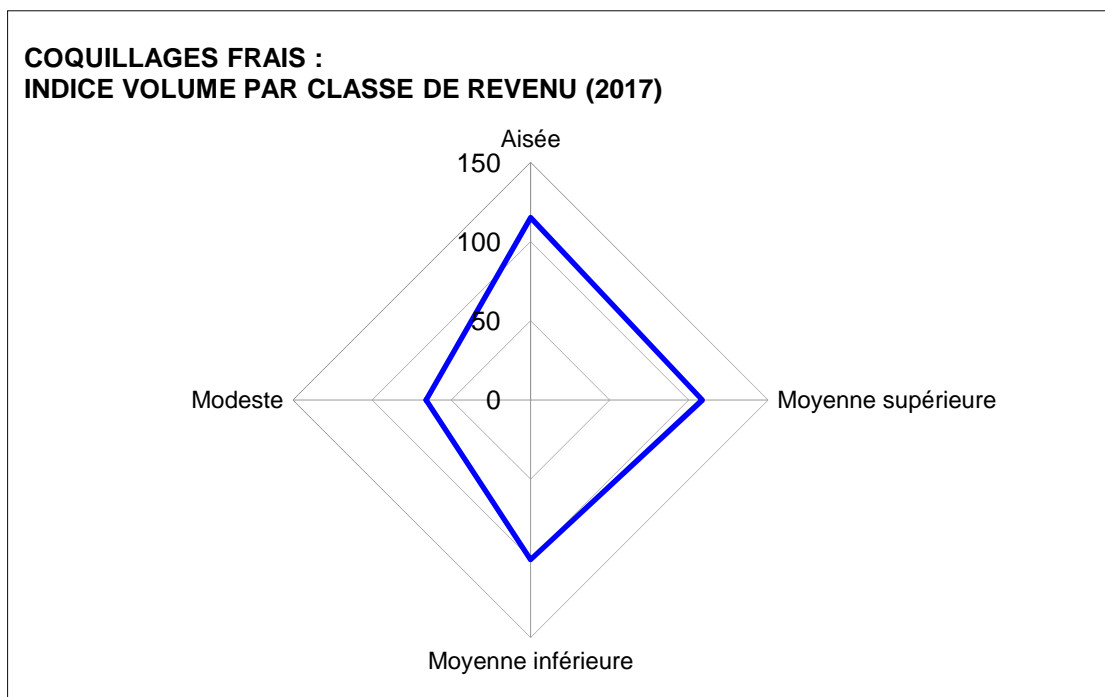 COQUILLAGES FRAIS :
INDICE VOLUME PAR CLASSE DE REVENU (2017)
Aisée
150
100
50
Modeste
0
Moyenne supérieure
Moyenne inférieure